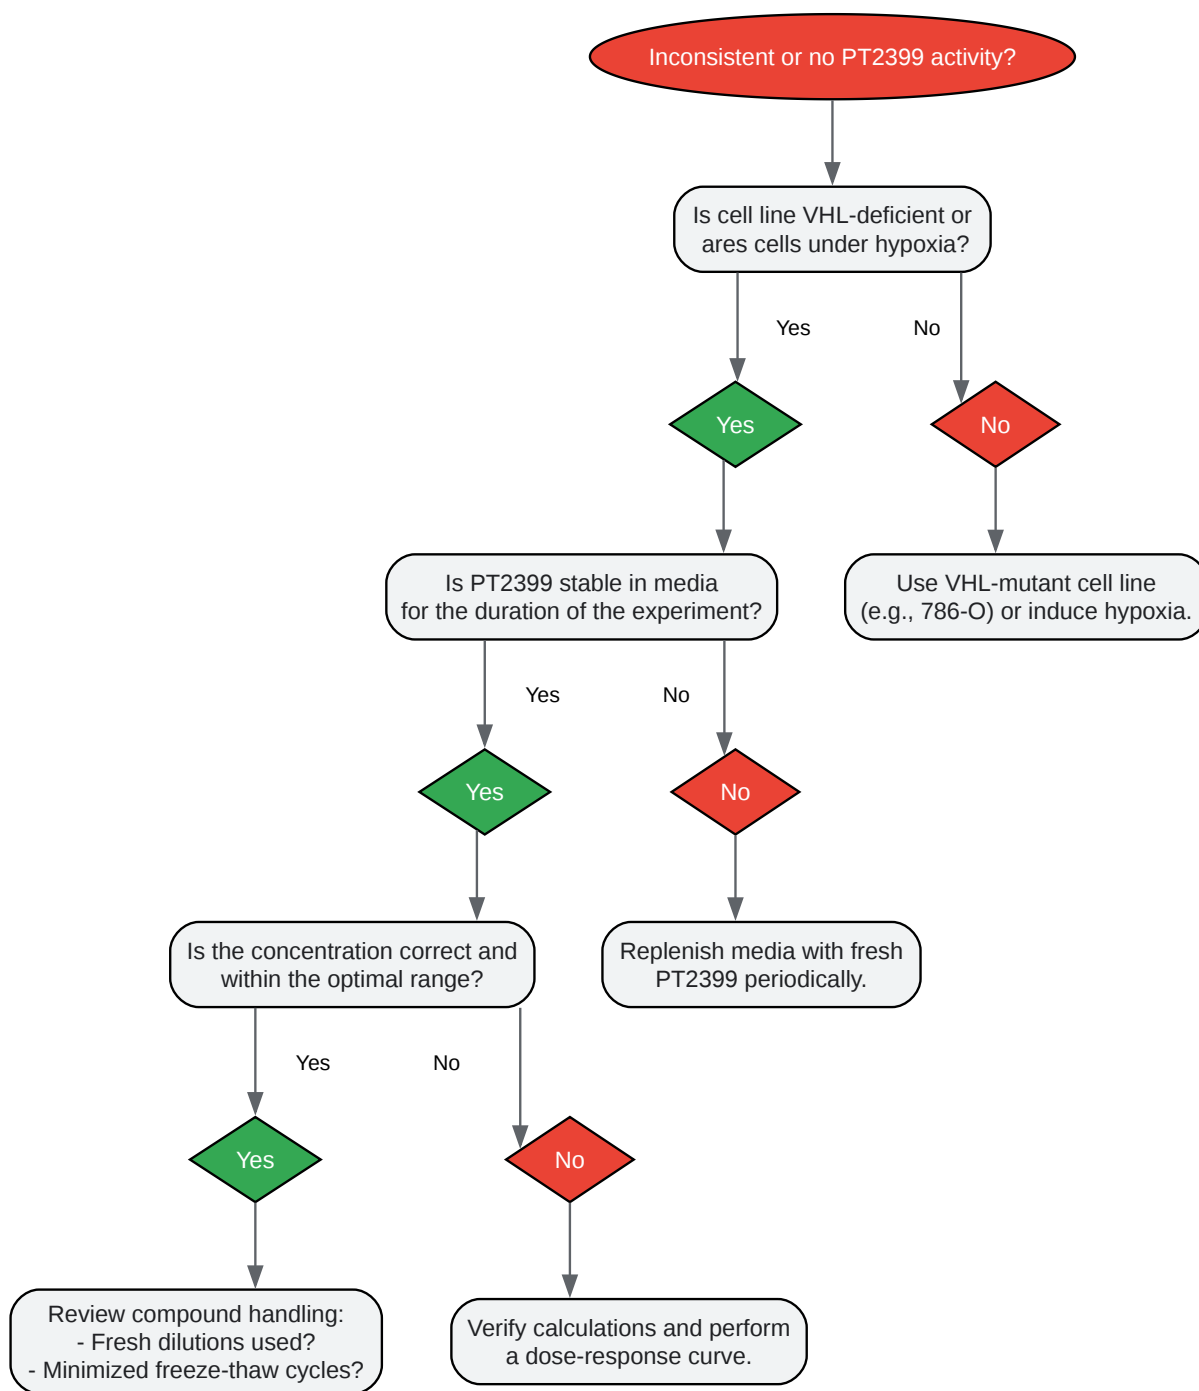 Inconsistent or no PT2399 activity?
Is cell line VHL-deficient or
ares cells under hypoxia?
Yes
No
Yes
No
Is PT2399 stable in media
for the duration of the experiment?
Use VHL-mutant cell line
(e.g., 786-O) or induce hypoxia.
Yes
No
Yes
No
Is the concentration correct and
within the optimal range?
Replenish media with fresh
PT2399 periodically.
Yes
No
Yes
No
Review compound handling:
- Fresh dilutions used?
- Minimized freeze-thaw cycles?
Verify calculations and perform
a dose-response curve.